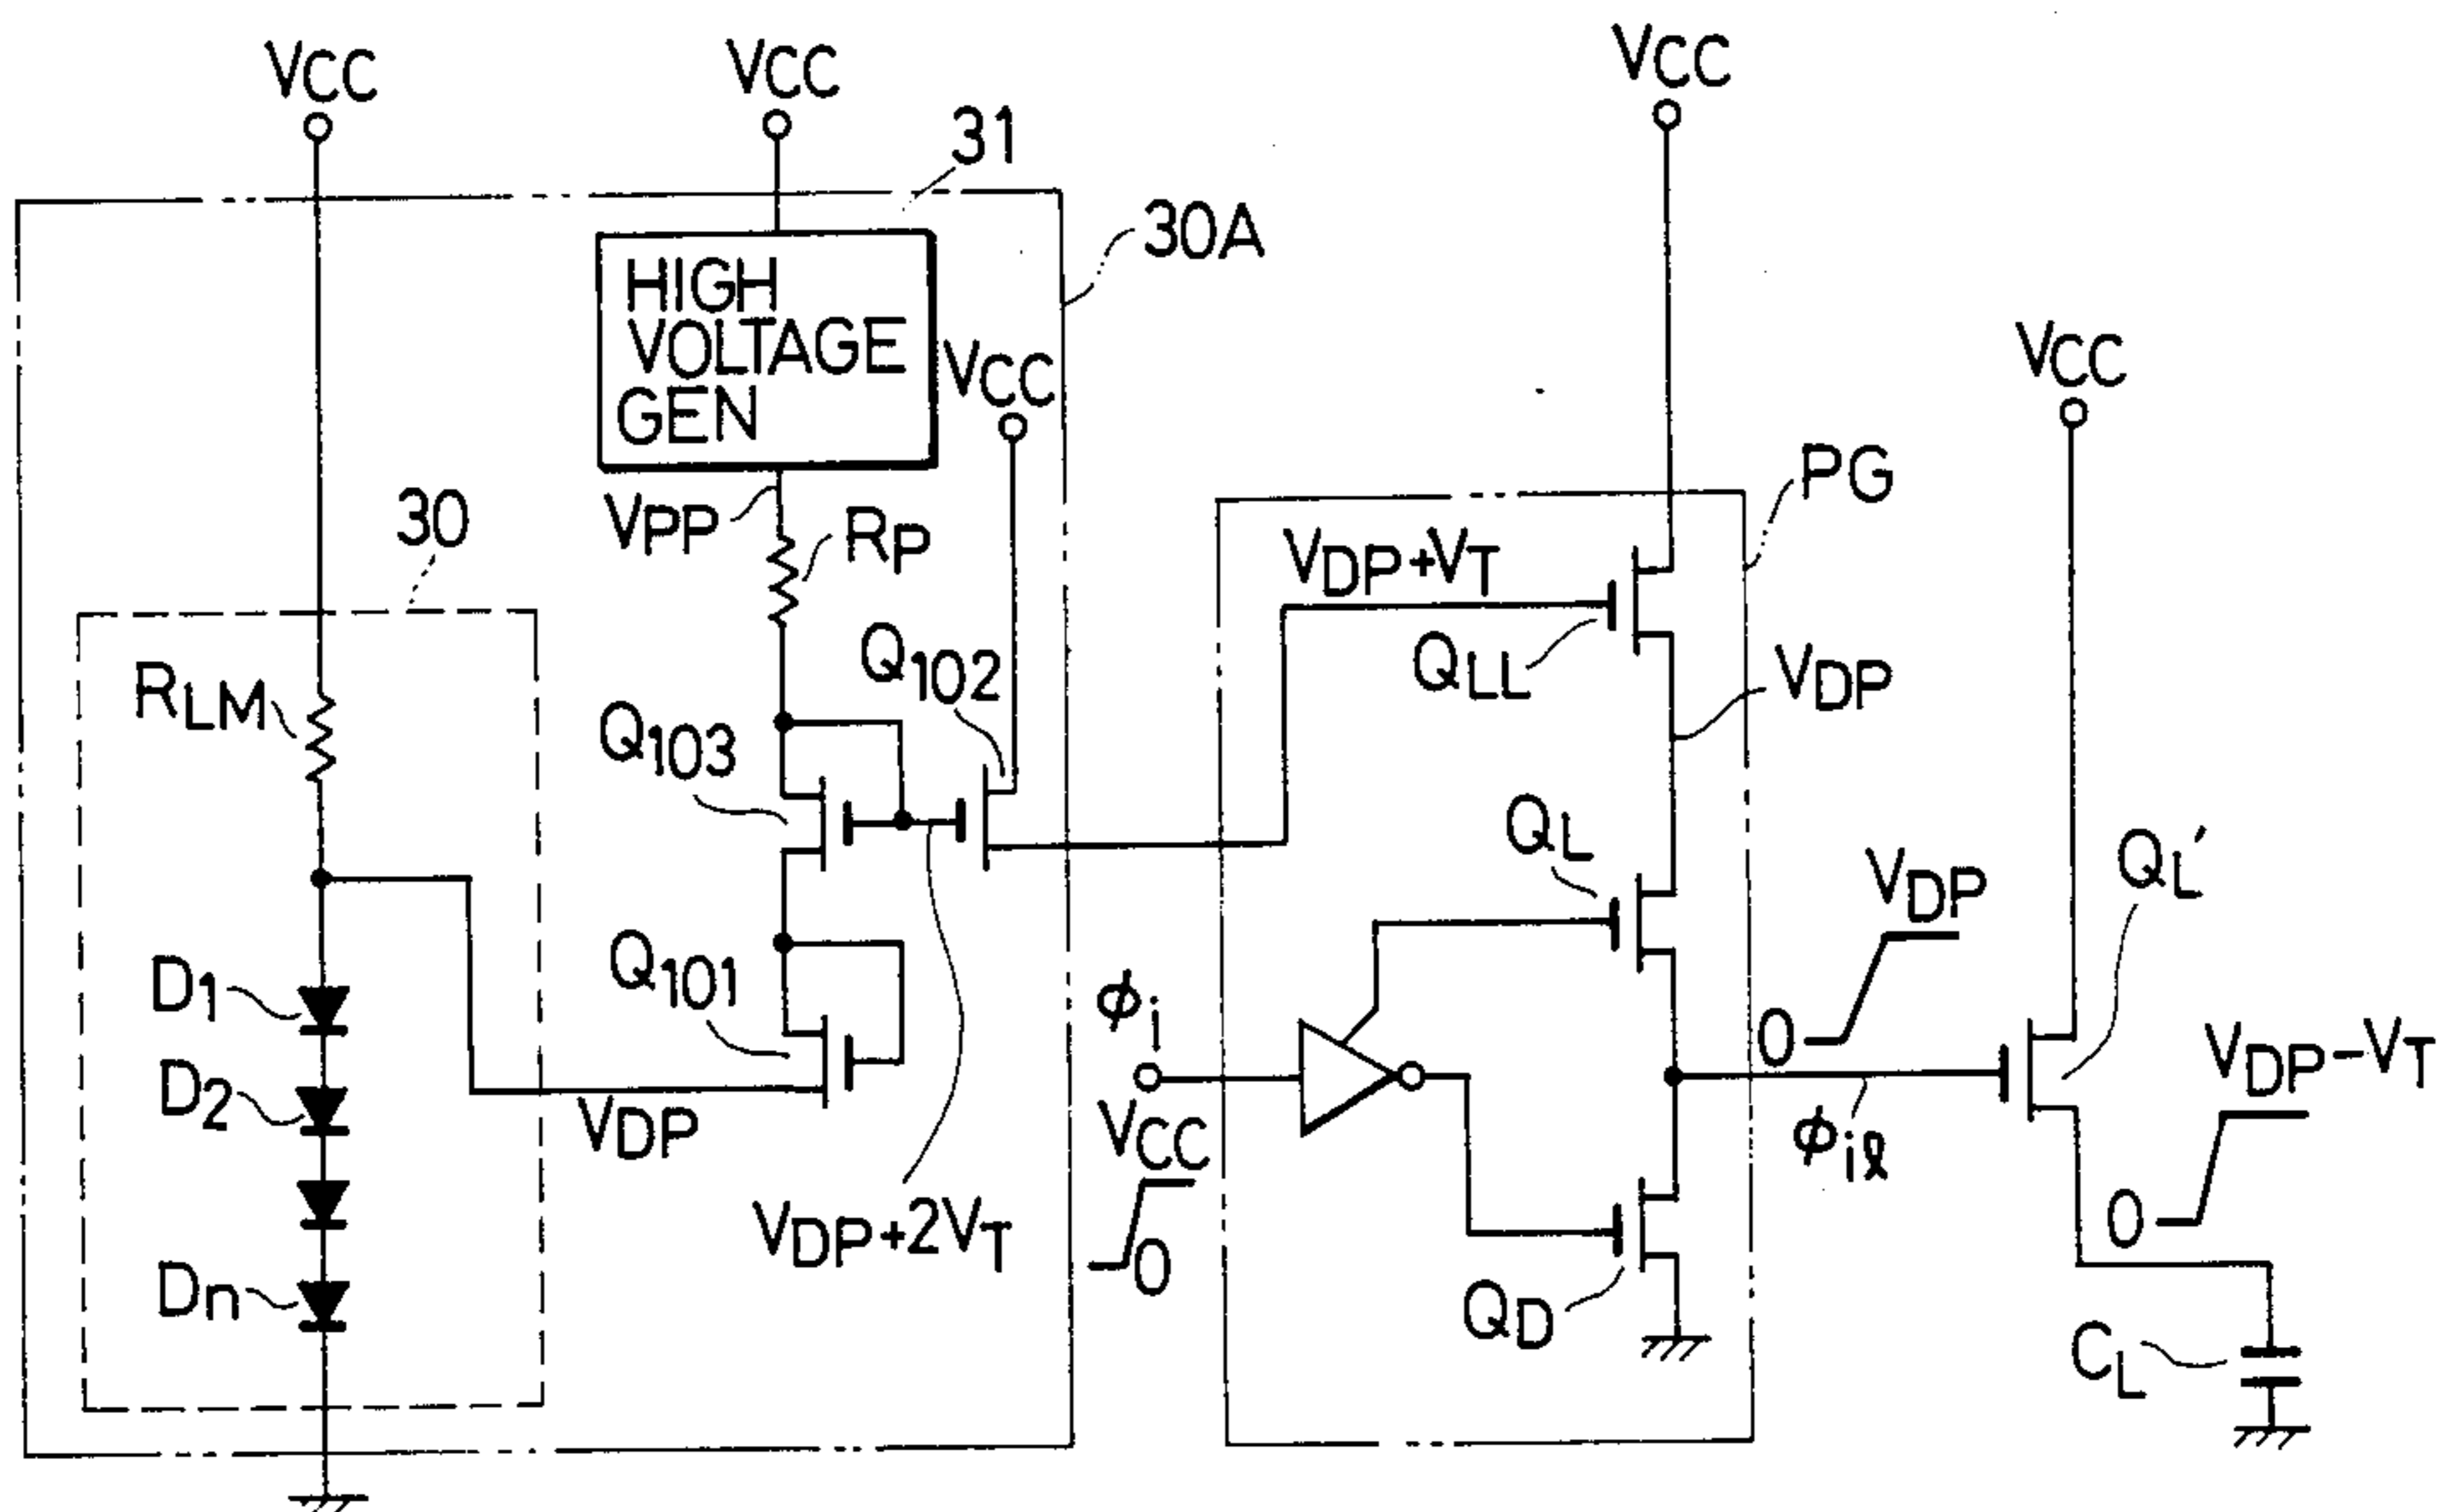 VCC
VCC
VCC
31
30A
HIGH
VOLTAGE
GEN
VCC
VCC
VPP
RP
30
PG
VDP+VT
QLL
VDP
RLM
Q103
Q102
QL
VDP
0
QL'
D1
Q101
ϕi
VCC
0
D2
VDP
VDP+2VT
ϕiℓ
VDP-VT
0
Dn
QD
CL